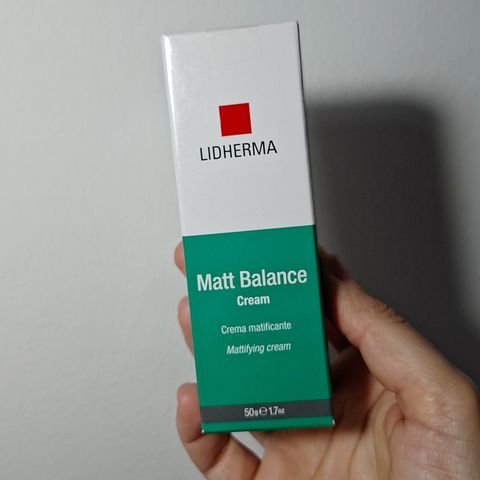 LIDHERMA
Matt Balance
Cream
Crema matificante
Mattifying cream
50g℮1.7oz